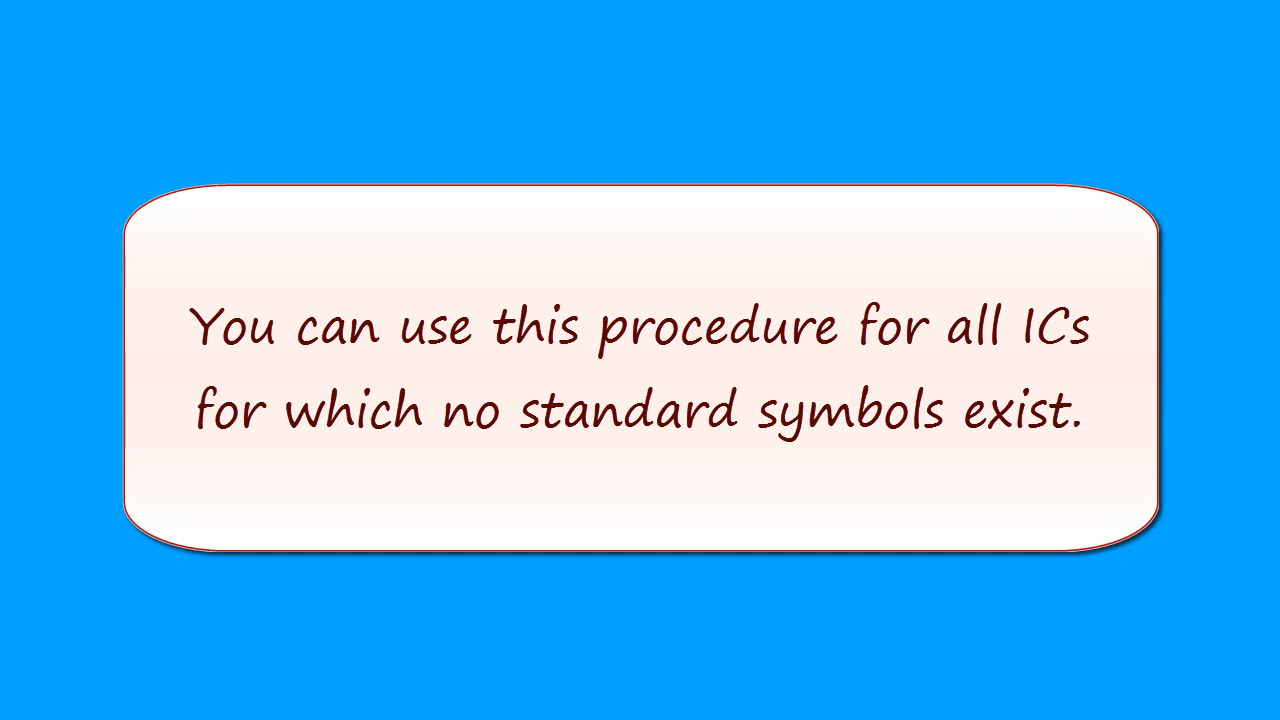 You can use this procedure for all ICs
for which no standard symbols exist.